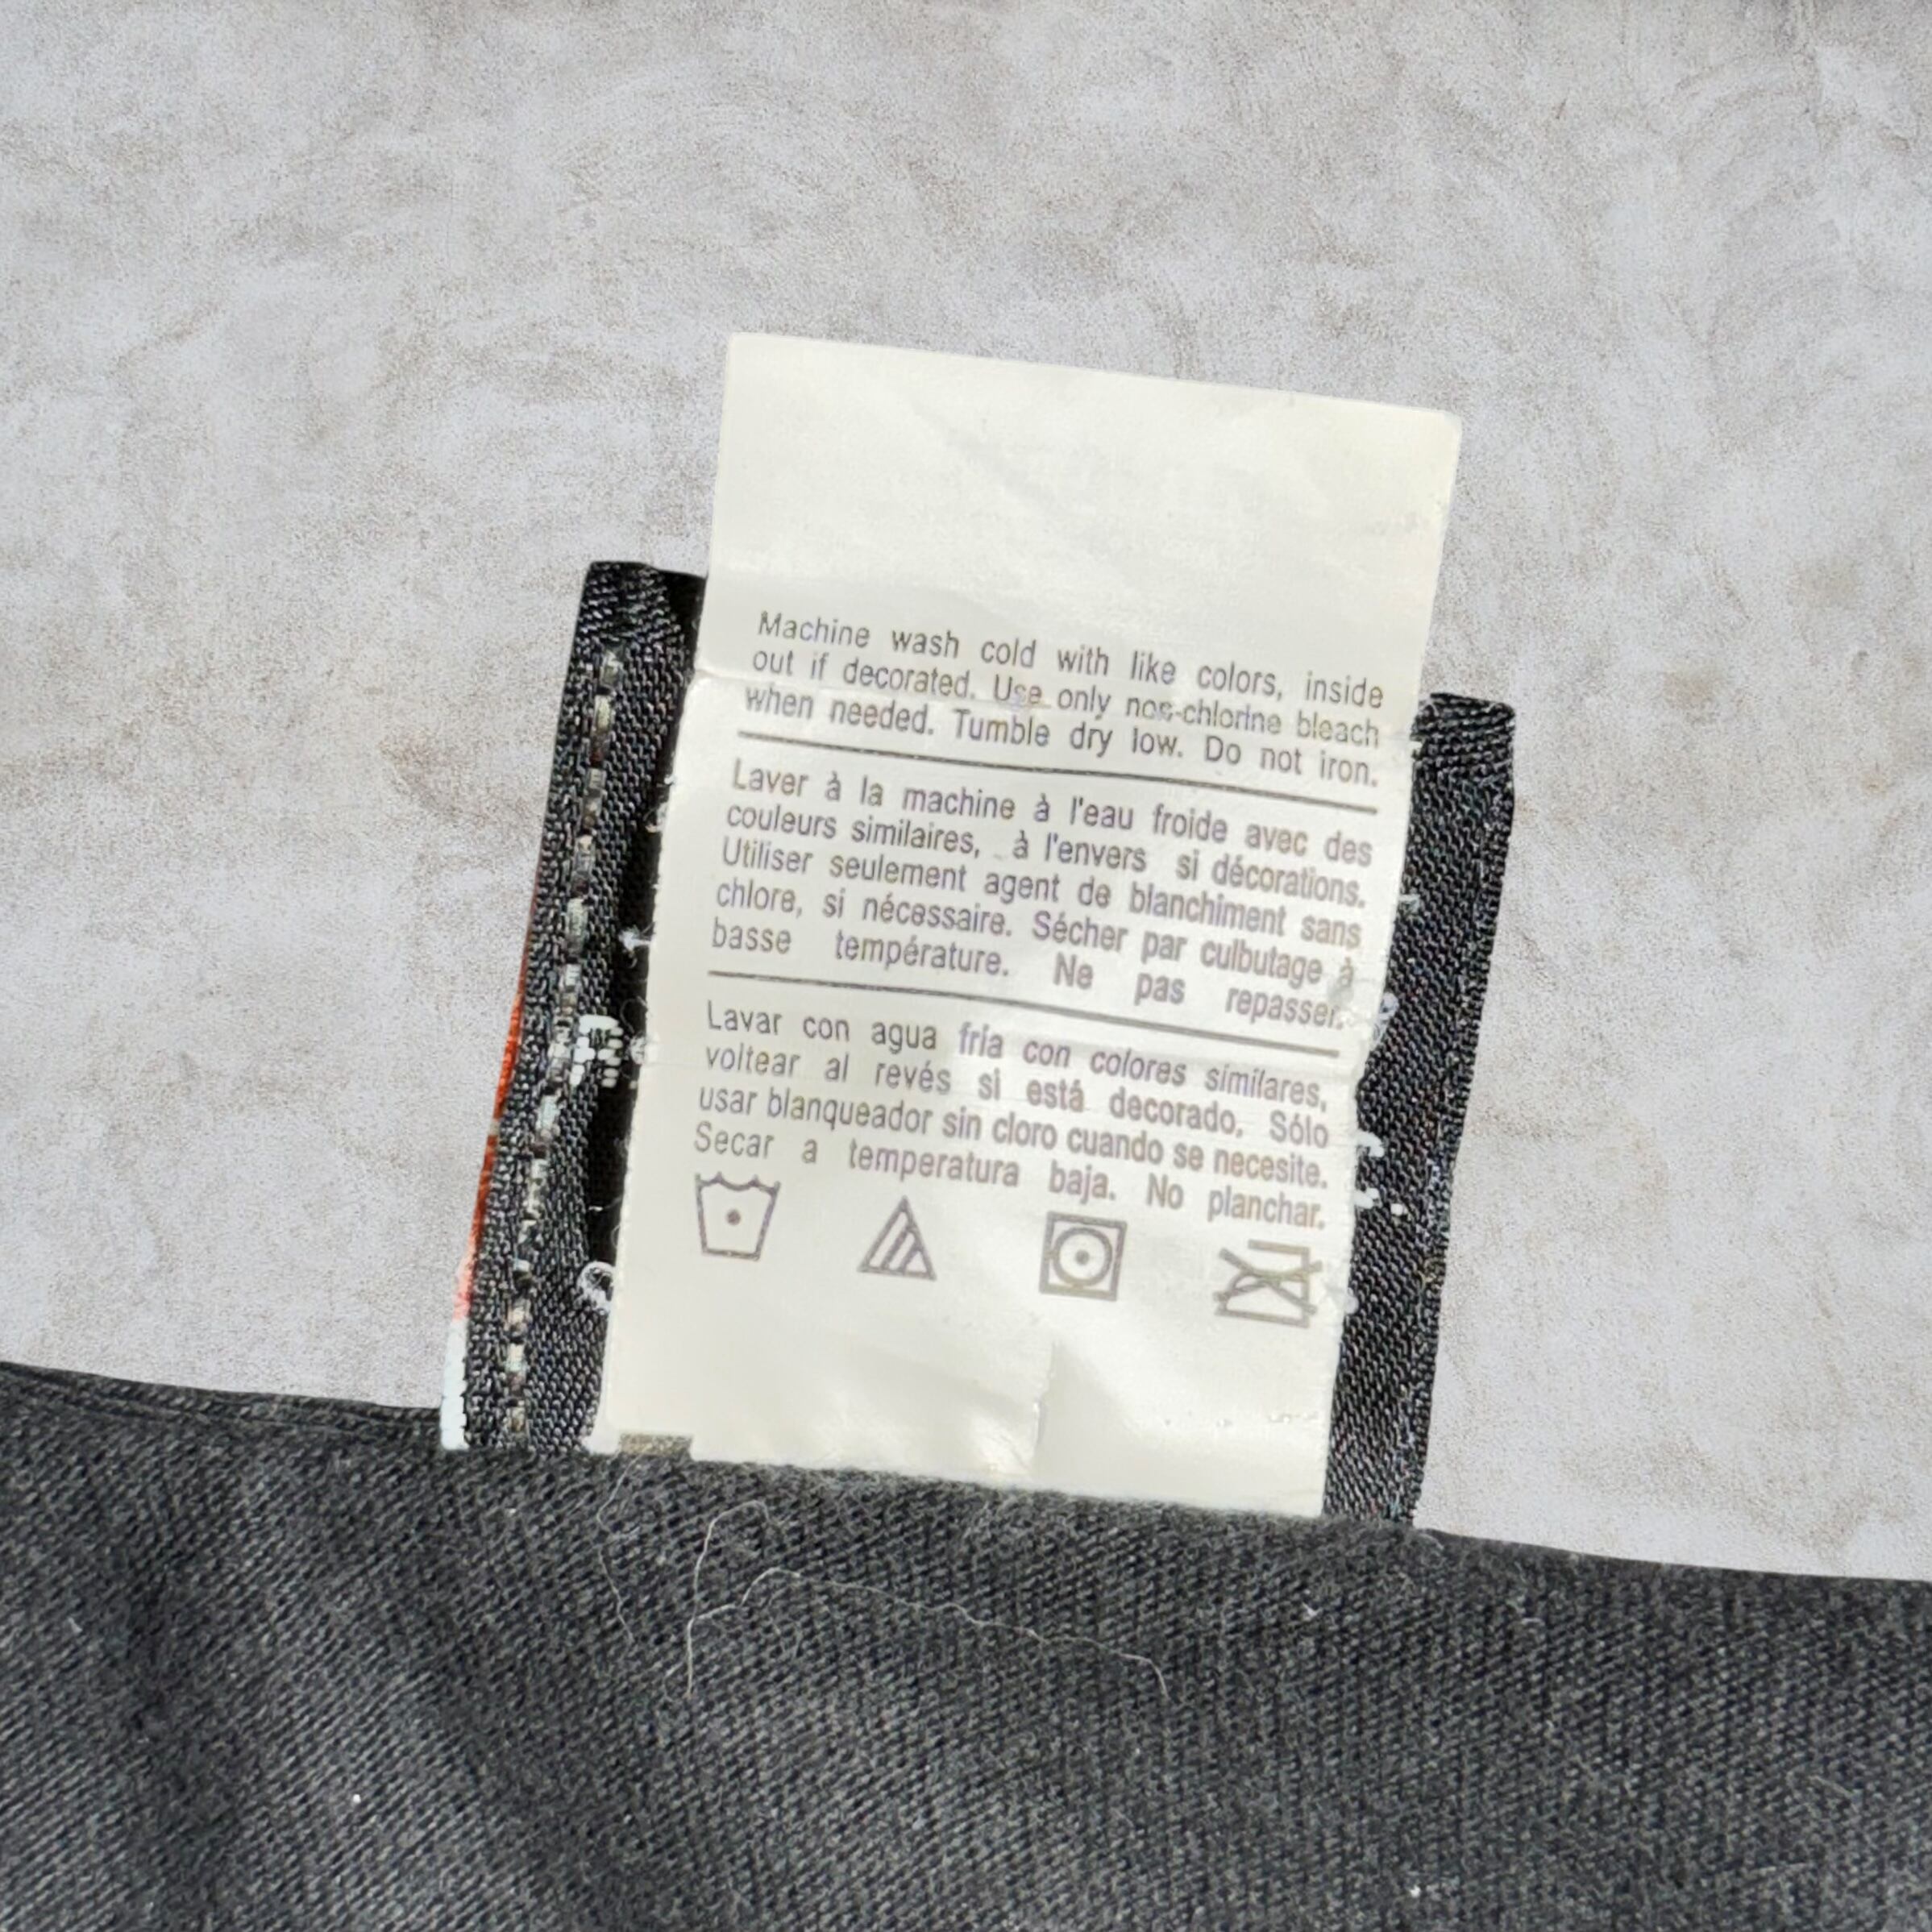 Machine wash cold with like colors, inside
out if decorated. Use only non-chlorine bleach
when needed. Tumble dry low. Do not iron.
Laver à la machine à l'eau froide avec des
couleurs similaires, à l'envers si décorations.
Utiliser seulement agent de blanchiment sans
chlore, si nécessaire. Sécher par culbutage à
basse température. Ne pas repasser.
Lavar con agua fría con colores similares,
voltear al revés si está decorado. Sólo
usar blanqueador sin cloro cuando se necesite.
Secar a temperatura baja. No planchar.